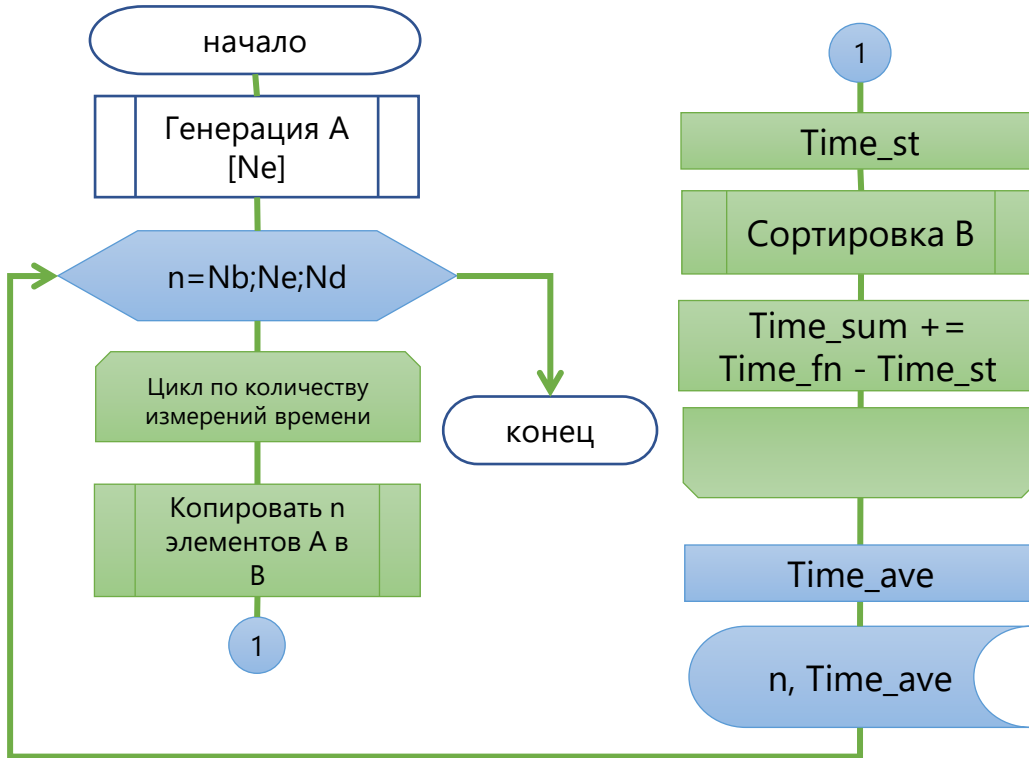 начало
Генерация А
[Ne]
n=Nb;Ne;Nd
Цикл по количеству
измерений времени
Копировать n
элементов А в
В
1
конец
1
Time_st
Сортировка В
Time_sum +=
Time_fn - Time_st
Time_ave
n, Time_ave